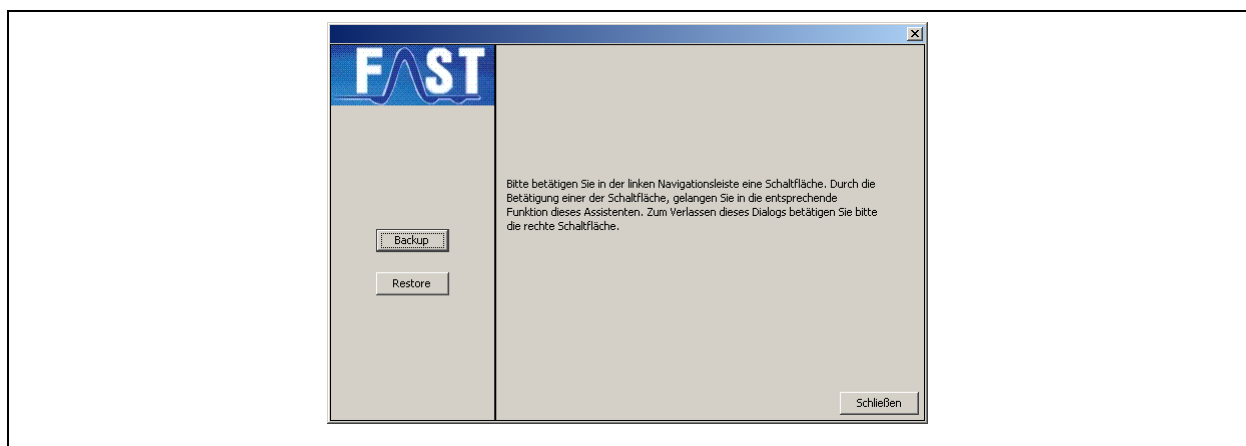 FAST
Bitte betätigen Sie in der linken Navigationsleiste eine Schaltfläche. Durch die
Betätigung einer der Schaltfläche, gelangen Sie in die entsprechende
Funktion dieses Assistenten. Zum Verlassen dieses Dialogs betätigen Sie bitte
die rechte Schaltfläche.
Backup
Restore
Schließen